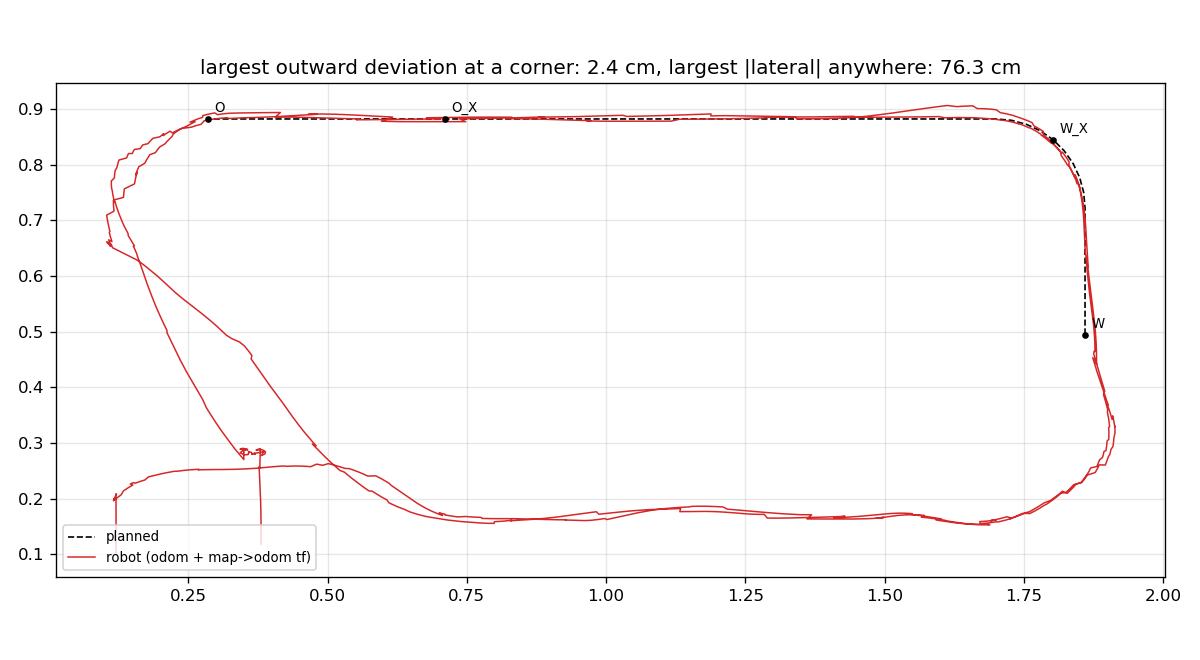 largest outward deviation at a corner: 2.4 cm, largest |lateral| anywhere: 76.3 cm
0.9
O
O_X
W_X
0.8
0.7
0.6
0.5
W
0.4
0.3
0.2
0.1
planned
robot (odom + map->odom tf)
0.25
0.50
0.75
1.00
1.25
1.50
1.75
2.00